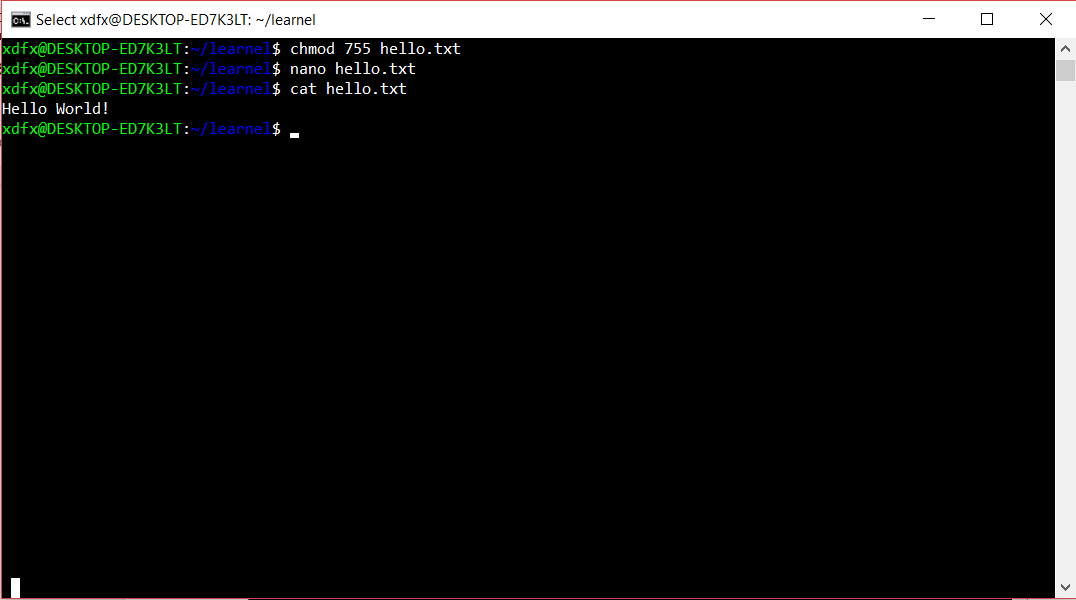 Select xdfx@DESKTOP-ED7K3LT: ~/learnel
xdfx@DESKTOP-ED7K3LT:~/learnel$ chmod 755 hello.txt
xdfx@DESKTOP-ED7K3LT:~/learnel$ nano hello.txt
xdfx@DESKTOP-ED7K3LT:~/learnel$ cat hello.txt
Hello World!
xdfx@DESKTOP-ED7K3LT:~/learnel$